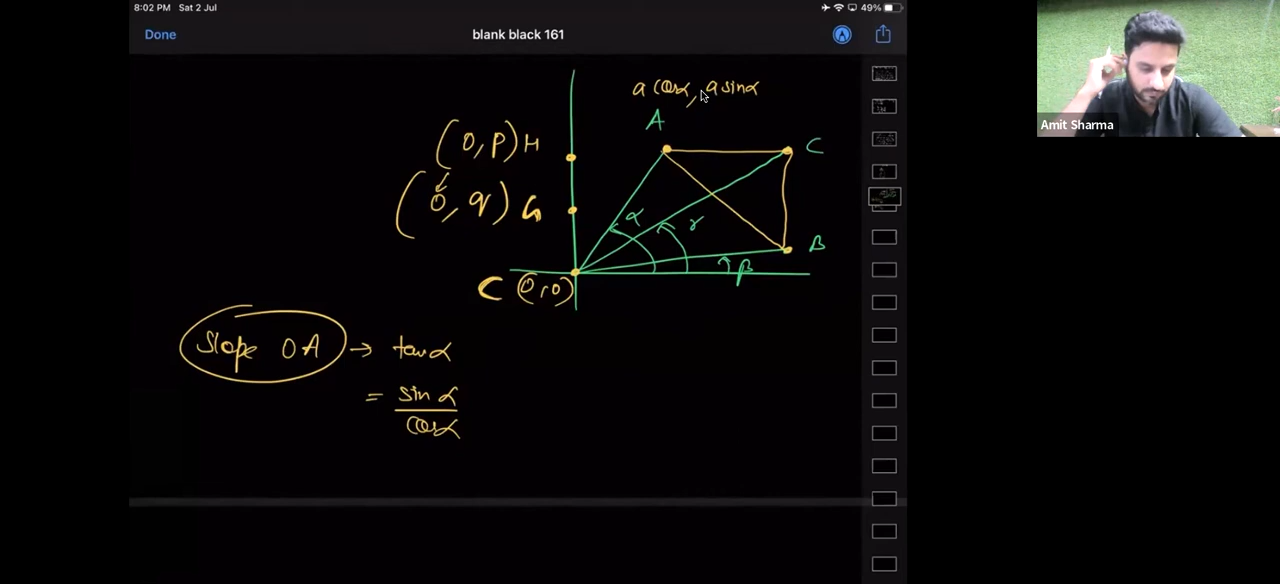 8:02 PM Sat 2 Jul
49%
Done
blank black 161
Amit Sharma
a cosα, a sinα
A
(0, P) H
C
α
γ
(0, q) G
B
β
C (0,0)
Slope OA → tanα
= sinα
cosα